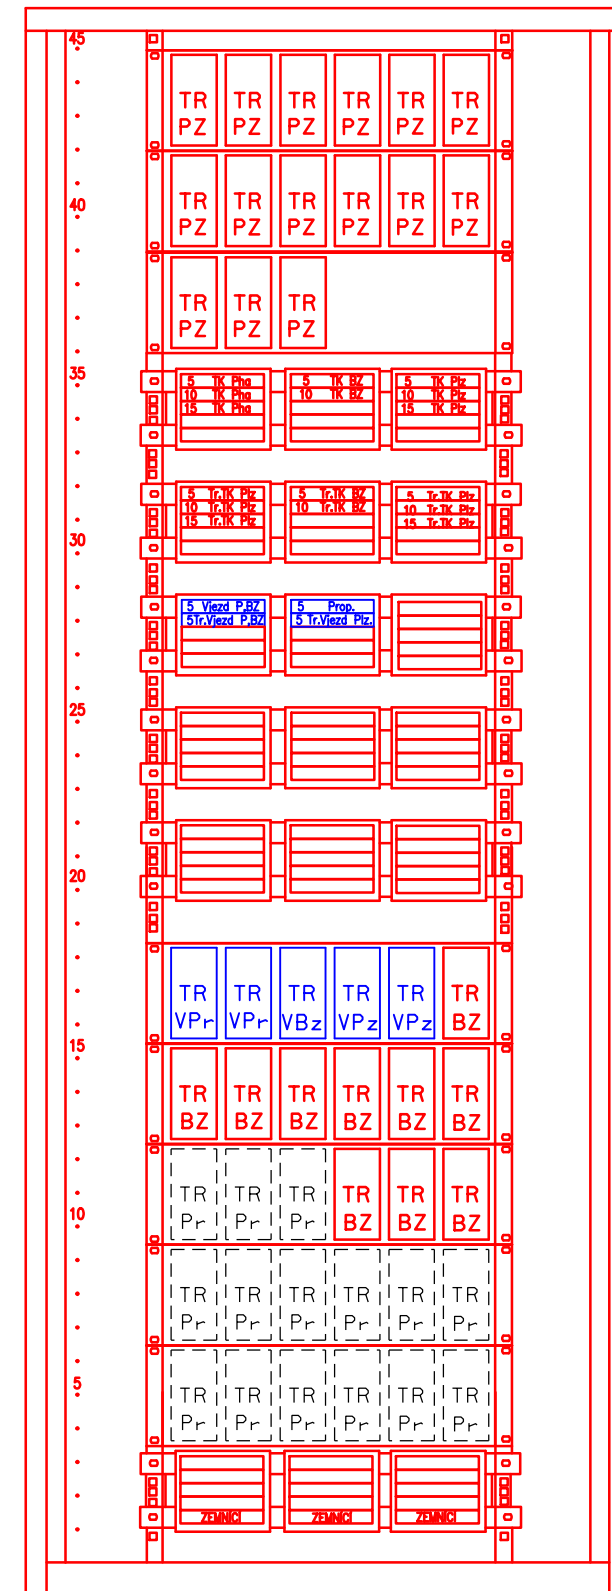 45
TR TR TR TR TR TR
PZ PZ PZ PZ PZ PZ
40
TR TR TR TR TR TR
PZ PZ PZ PZ PZ PZ
TR TR TR
PZ PZ PZ
35
5 TK Pha 5 TK BZ 5 TK Plz
10 TK Pha 10 TK BZ 10 TK Plz
15 TK Pha 15 TK Plz
5 Tr.TK Plz 5 Tr.TK BZ 5 Tr.TK Plz
10 Tr.TK Plz 10 Tr.TK BZ 10 Tr.TK Plz
15 Tr.TK Plz 15 Tr.TK Plz
30
5 Vjezd P,BZ 5 Prop.
5Tr.Vjezd P,BZ 5 Tr.Vjezd Plz.
25
20
TR TR TR TR TR TR
VPr VPr VBz VPz VPz BZ
15
TR TR TR TR TR TR
BZ BZ BZ BZ BZ BZ
TR TR TR TR TR TR
10
Pr Pr Pr BZ BZ BZ
TR TR TR TR TR TR
Pr Pr Pr Pr Pr Pr
5
TR TR TR TR TR TR
Pr Pr Pr Pr Pr Pr
ZEMNÍCÍ ZEMNÍCÍ ZEMNÍCÍ